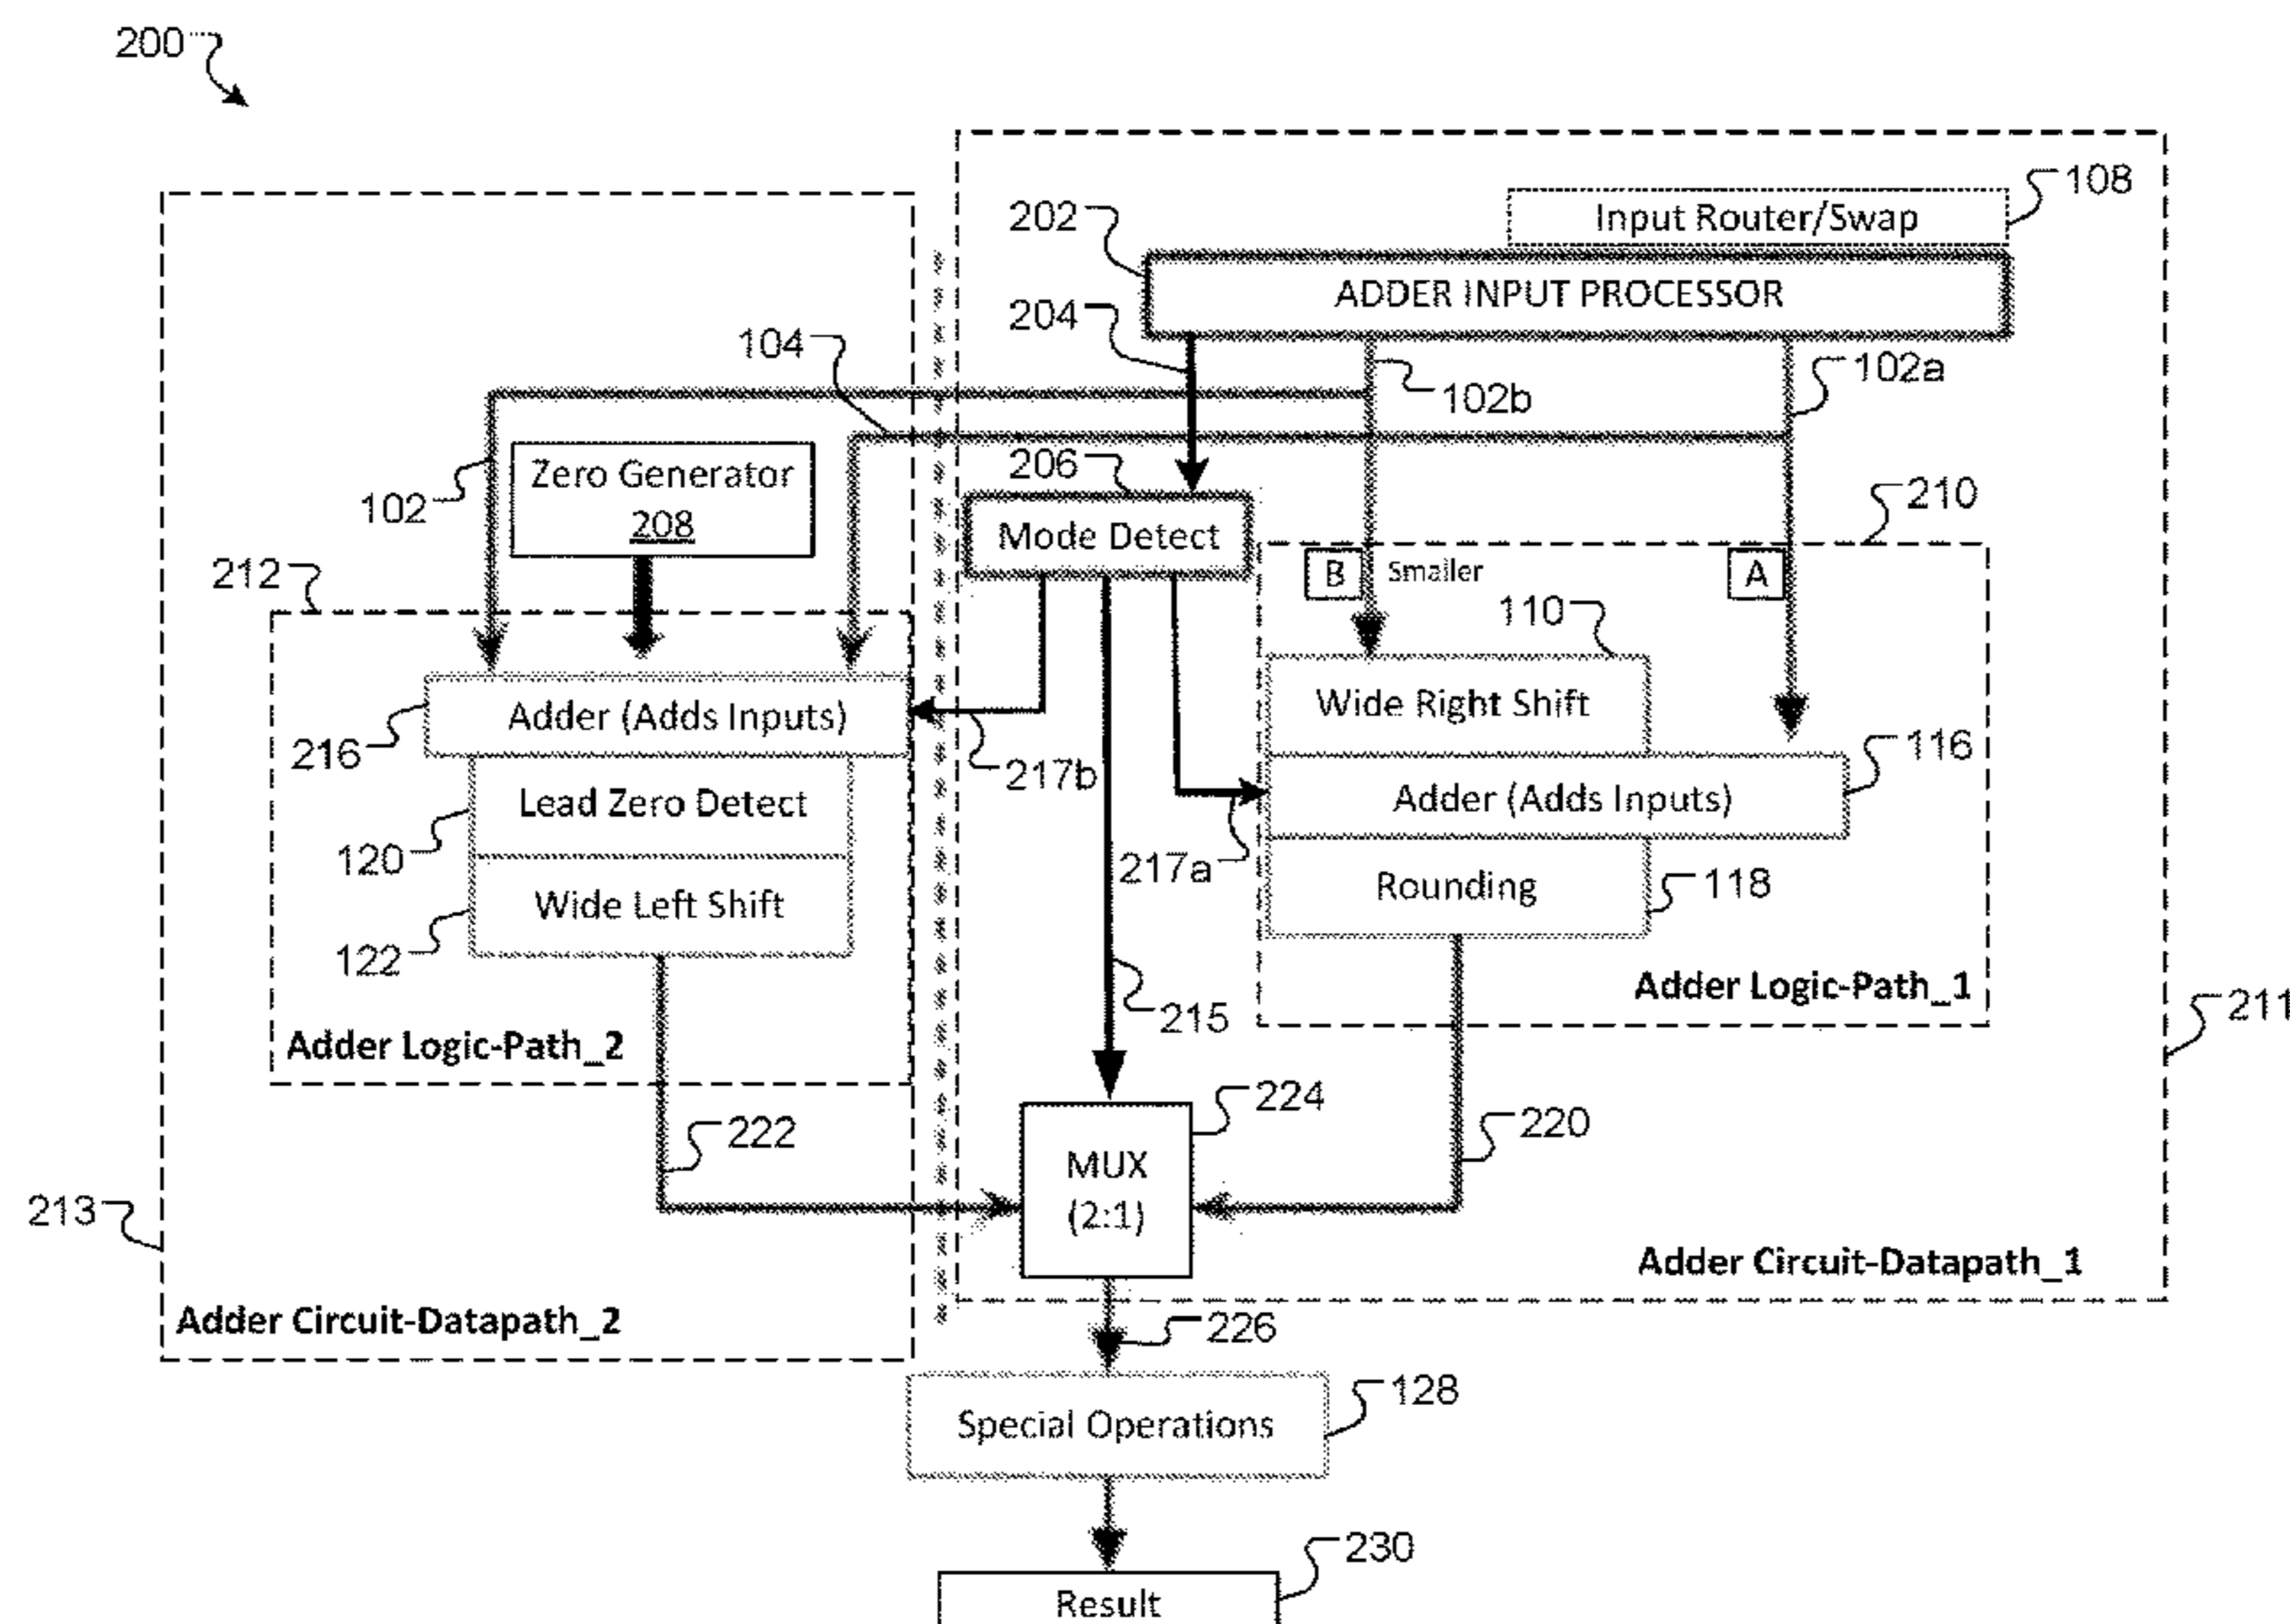 200
108
Input Router/Swap
202
ADDER INPUT PROCESSOR
204
104
102a
102b
206
Zero Generator
208
102
210
Mode Detect
212
B
Smaller
A
110
Wide Right Shift
Adder (Adds Inputs)
216
217b
116
Adder (Adds Inputs)
Lead Zero Detect
120
217a
118
Rounding
Wide Left Shift
122
Adder Logic-Path_1
215
211
Adder Logic-Path_2
224
222
220
MUX
(2:1)
213
Adder Circuit-Datapath_1
Adder Circuit-Datapath_2
226
128
Special Operations
230
Result